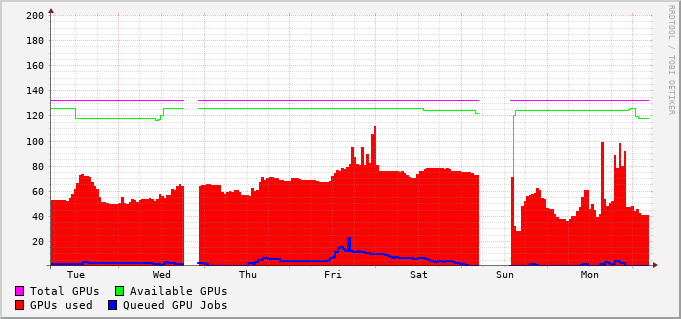 200
180
160
140
120
100
80
60
40
20
Tue Wed Thu Fri Sat Sun Mon
Total GPUs Available GPUs
GPUs used Queued GPU Jobs
RRDTOOL / TOBI OETIKER